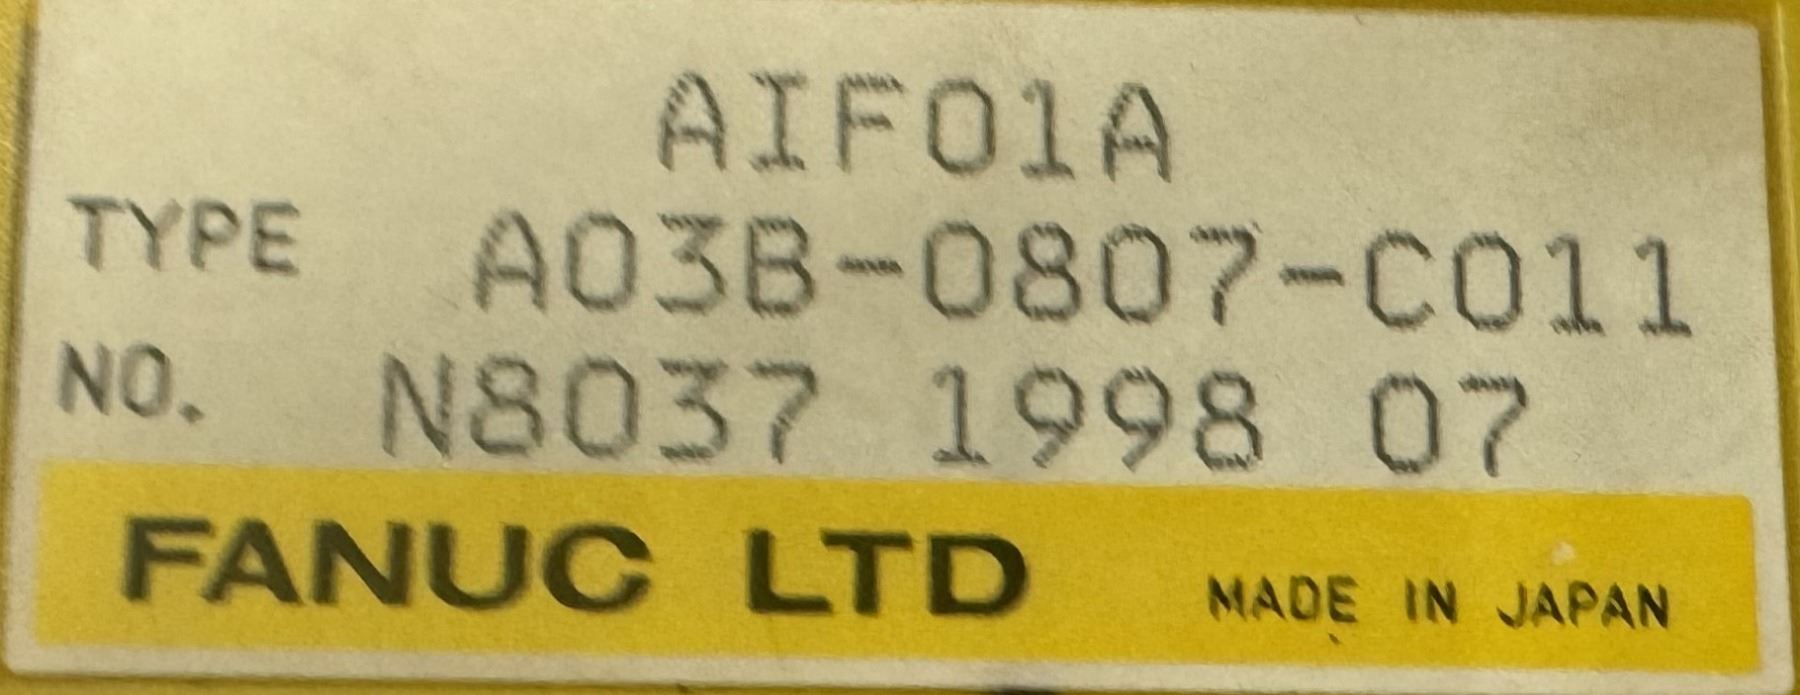 AIF01A
TYPE A03B-0807-C011
NO. N8037 1998 07
FANUC LTD MADE IN JAPAN